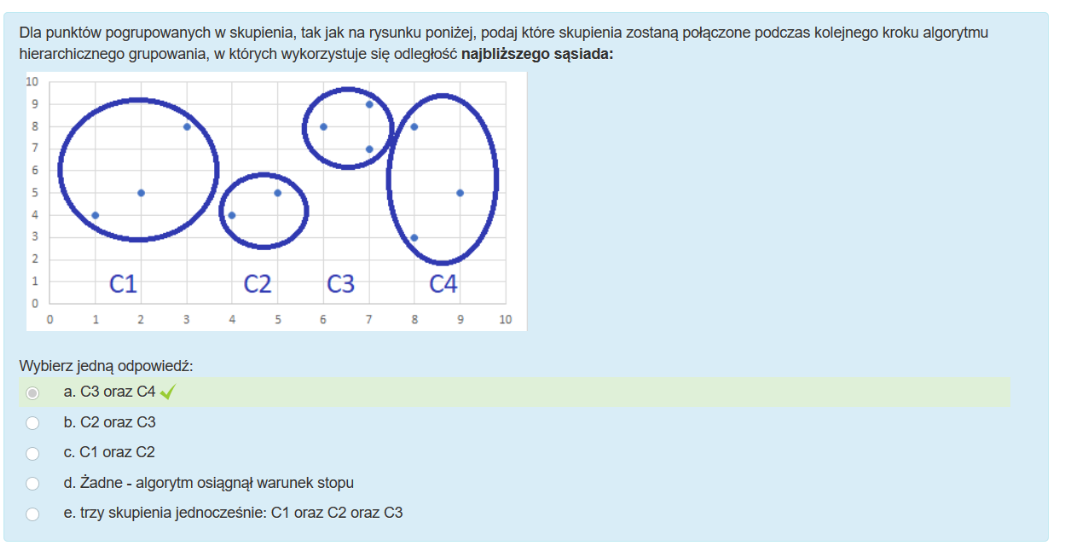 Dla punktów pogrupowanych w skupienia, tak jak na rysunku poniżej, podaj które skupienia zostaną połączone podczas kolejnego kroku algorytmu
hierarchicznego grupowania, w których wykorzystuje się odległość najbliższego sąsiada:
10
9
8
7
6
5
4
3
2
1
0
C1 C2 C3 C4
0 1 2 3 4 5 6 7 8 9 10
Wybierz jedną odpowiedź:
a. C3 oraz C4
b. C2 oraz C3
c. C1 oraz C2
d. Żadne - algorytm osiągnął warunek stopu
e. trzy skupienia jednocześnie: C1 oraz C2 oraz C3